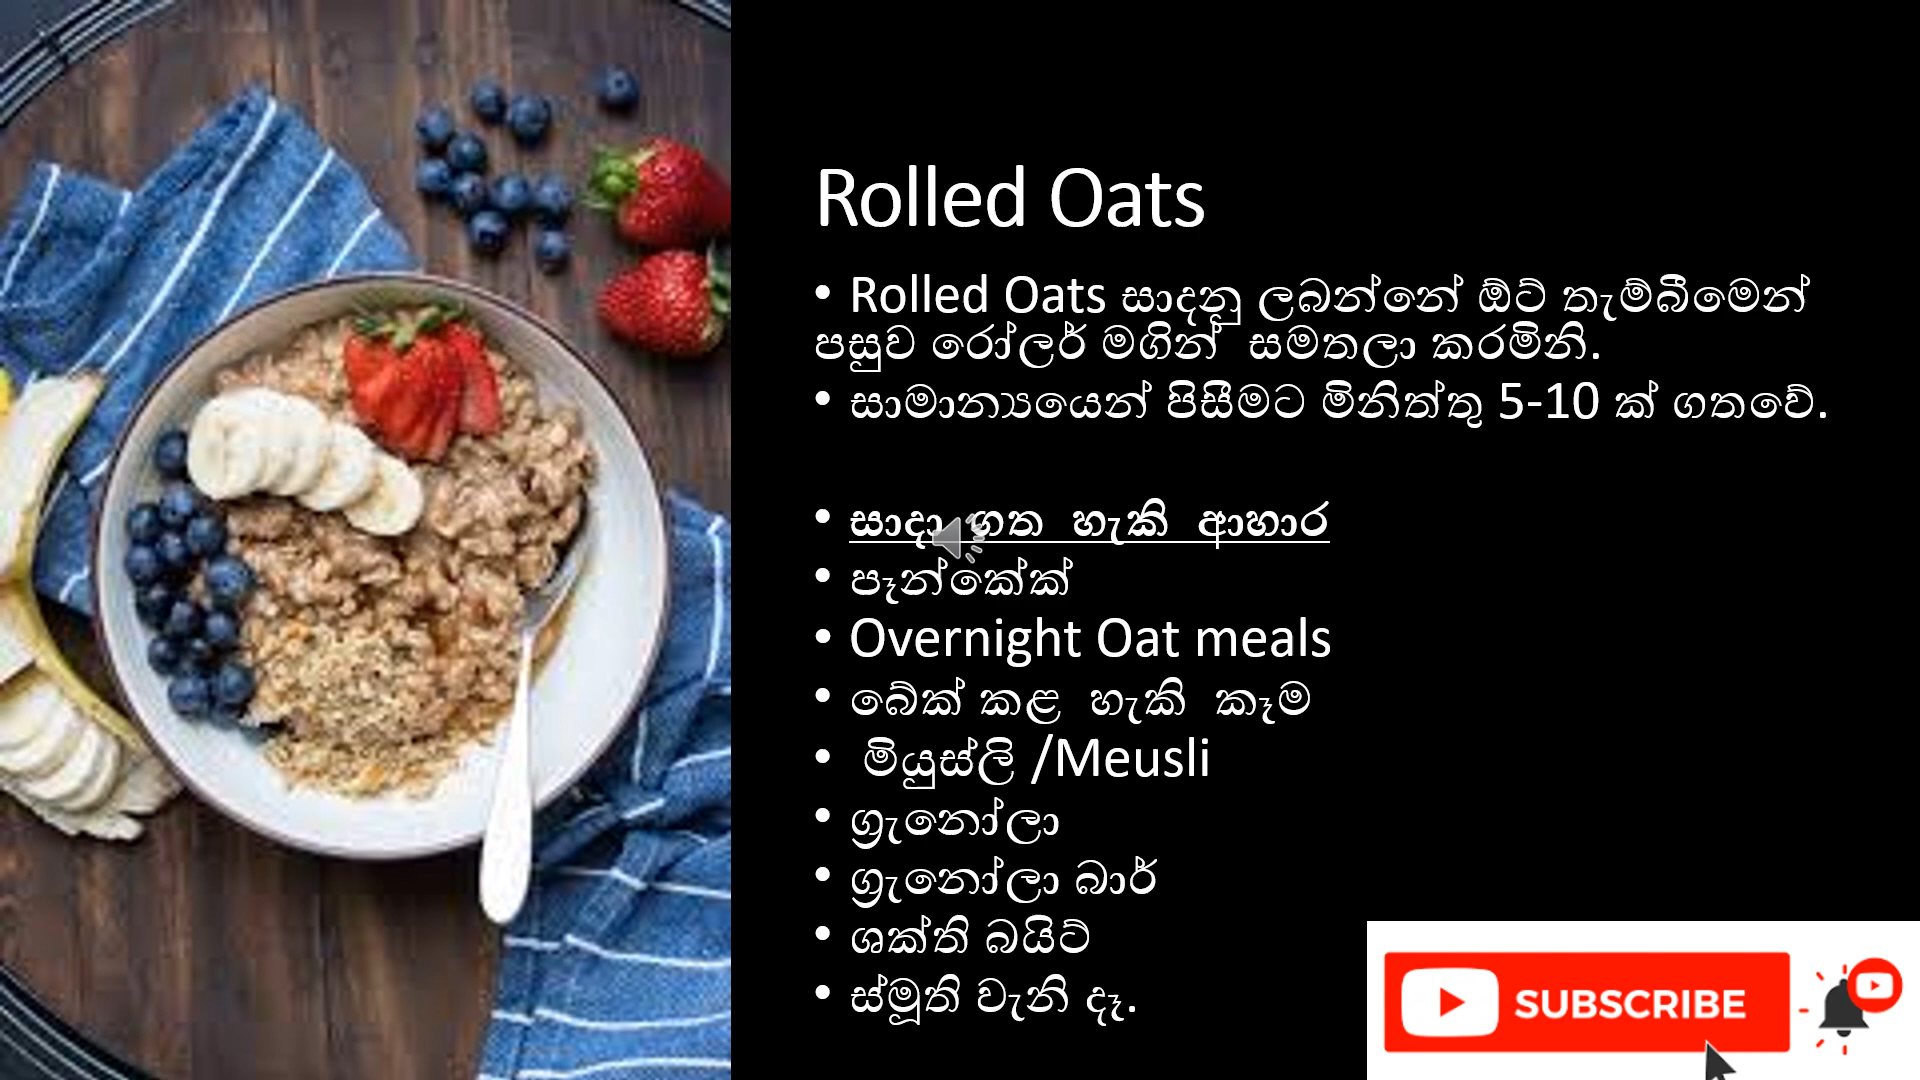 Rolled Oats
• Rolled Oats සාදනු ලබන්නේ ඕට් තැම්බීමෙන්
පසුව රෝලර් මගින් සමතලා කරමිනි.
• සාමාන්‍යයෙන් පිසීමට මිනිත්තු 5-10 ක් ගතවේ.
• සාදා ගත හැකි ආහාර
• පෑන්කේක්
• Overnight Oat meals
• බේක් කළ හැකි කෑම
• මියුස්ලි /Meusli
• ග්‍රැනෝලා
• ග්‍රැනෝලා බාර්
• ශක්ති බයිට්
• ස්මූති වැනි දෑ.
SUBSCRIBE